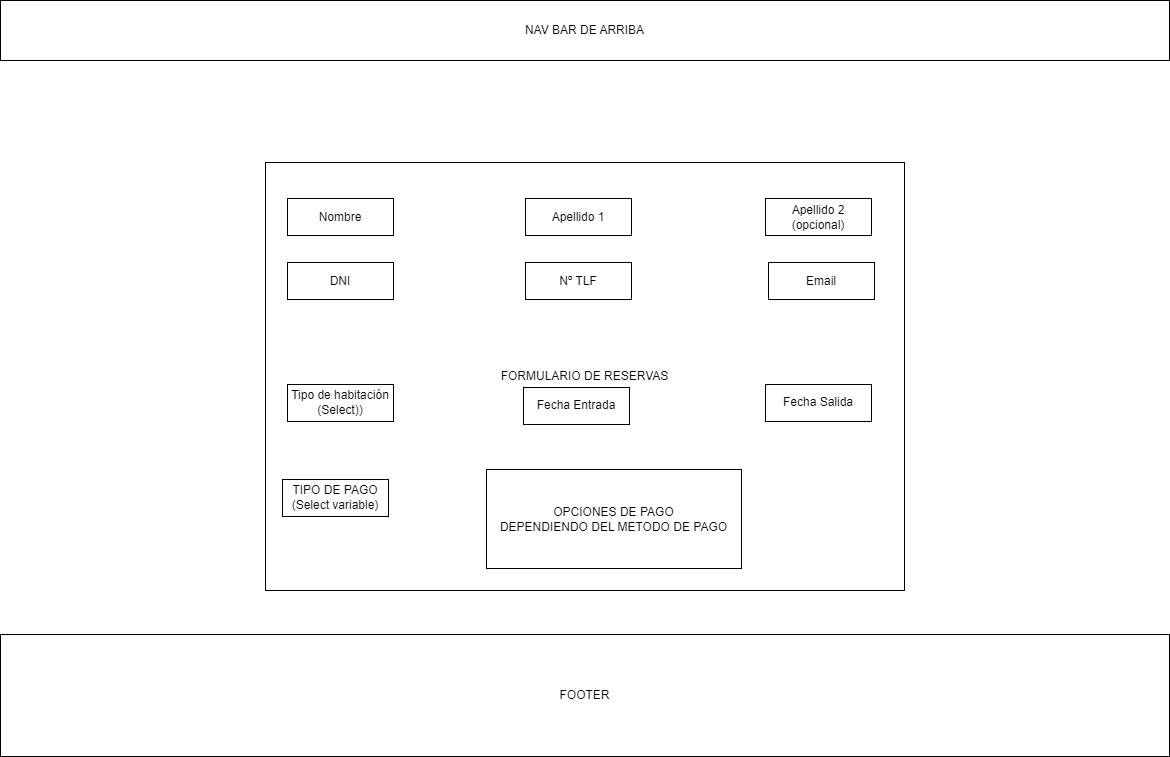 NAV BAR DE ARRIBA
Nombre
Apellido 1
Apellido 2
(opcional)
DNI
Nº TLF
Email
FORMULARIO DE RESERVAS
Tipo de habitación
(Select))
Fecha Entrada
Fecha Salida
TIPO DE PAGO
(Select variable)
OPCIONES DE PAGO
DEPENDIENDO DEL METODO DE PAGO
FOOTER